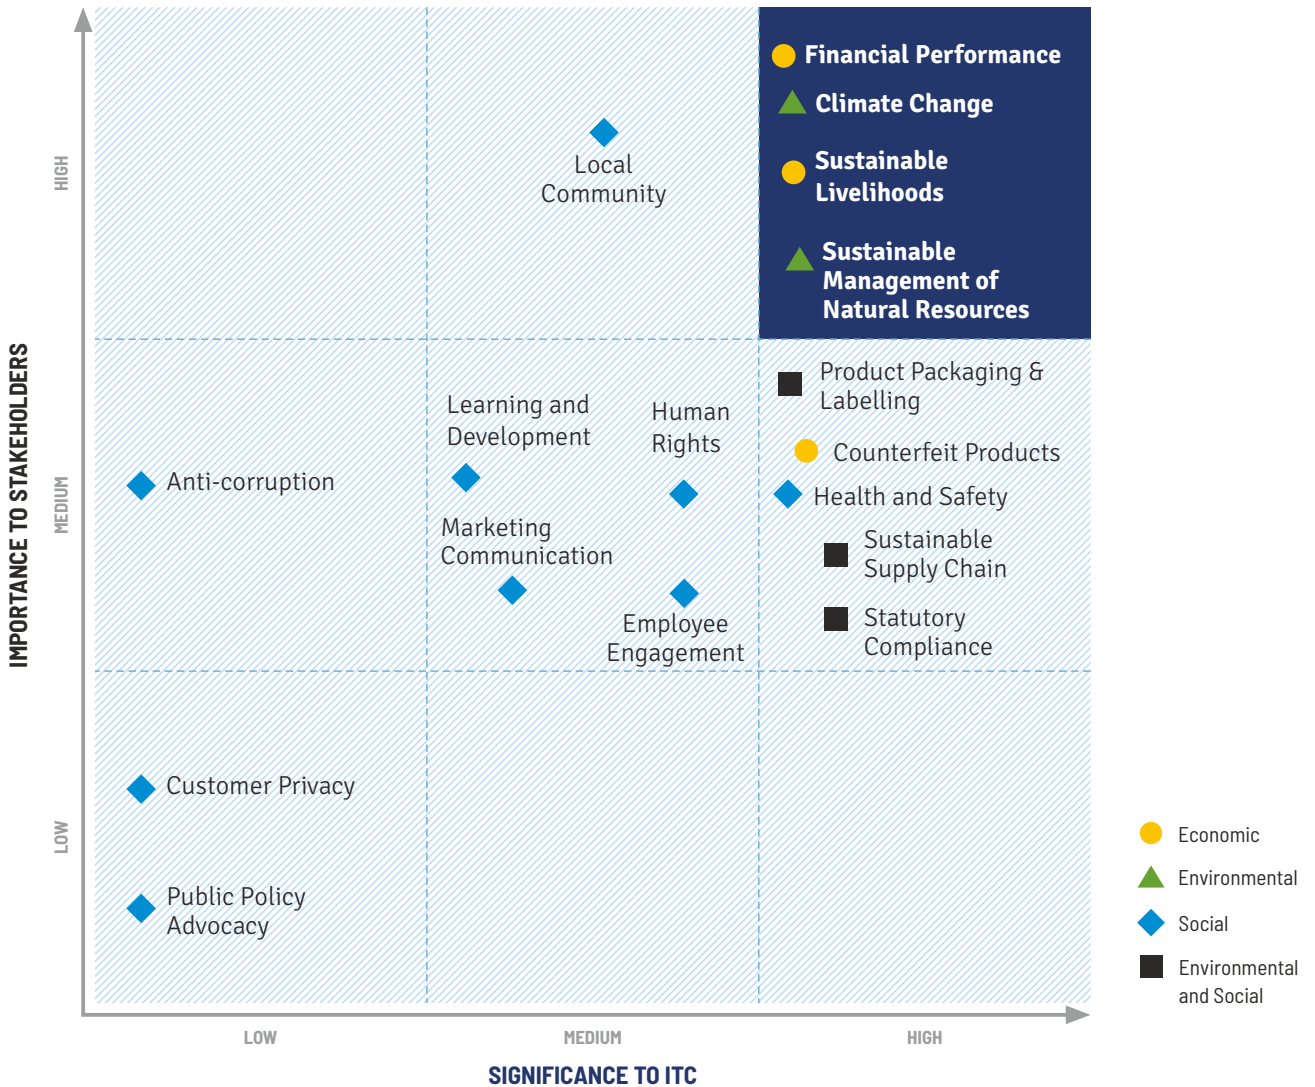 Financial Performance
Climate Change
Sustainable
Livelihoods
Sustainable
Management of
Natural Resources
Local
Community
HIGH
Product Packaging &
Labelling
Learning and
Development
Human
Rights
Counterfeit Products
Anti-corruption
Health and Safety
Marketing
Communication
Sustainable
Supply Chain
Statutory
Compliance
Employee
Engagement
MEDIUM
IMPORTANCE TO STAKEHOLDERS
Customer Privacy
LOW
Public Policy
Advocacy
Economic
Environmental
Social
Environmental
and Social
LOW
MEDIUM
HIGH
SIGNIFICANCE TO ITC